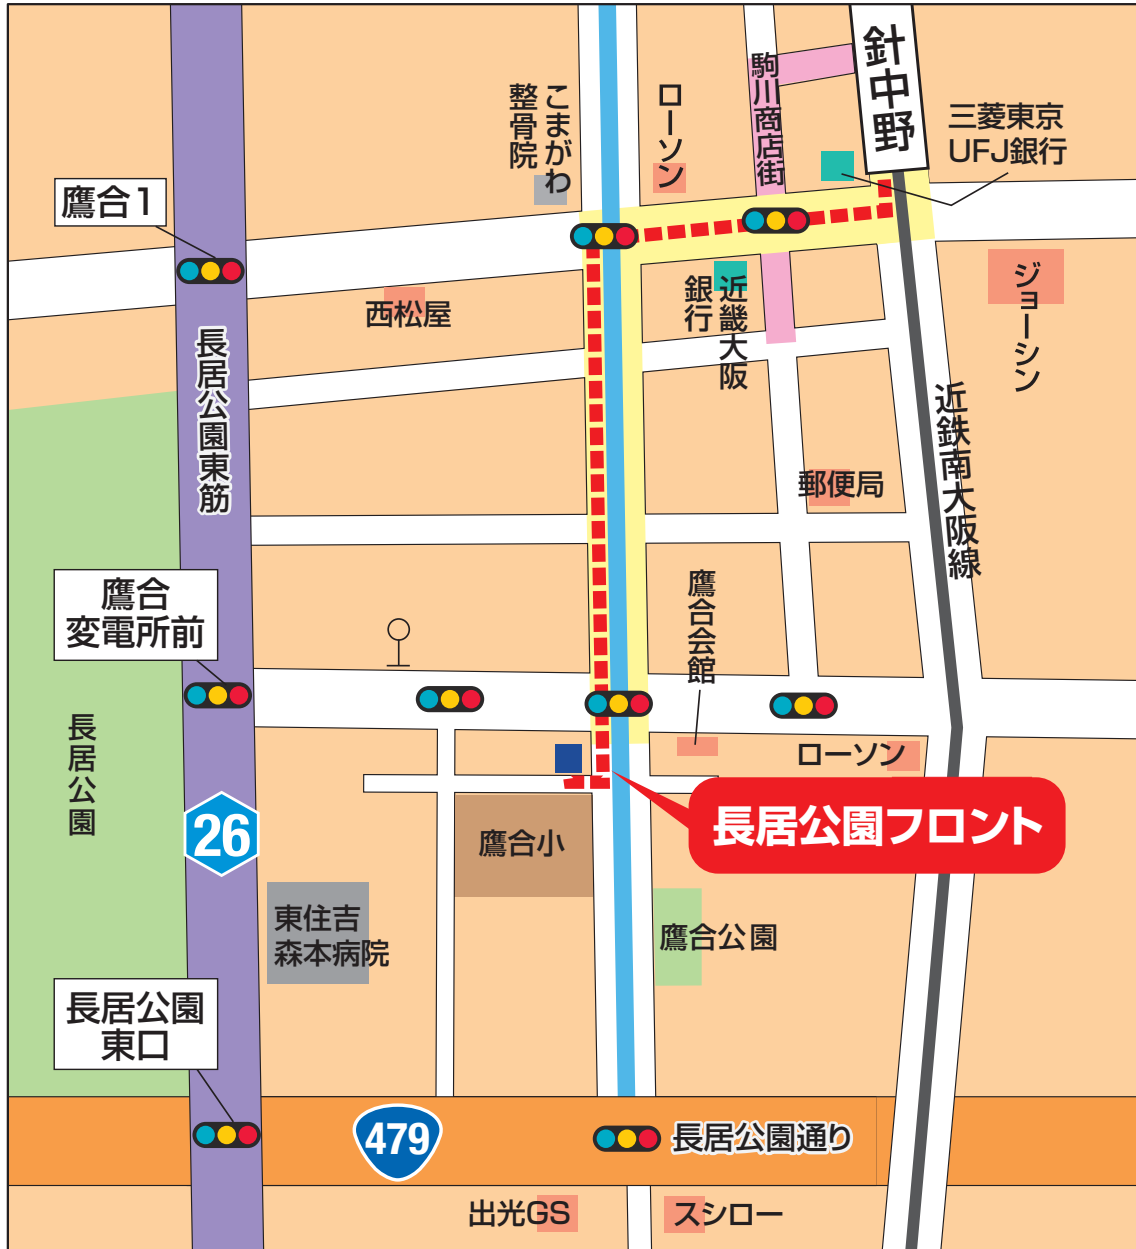 針中野
駒川商店街
ローソン
こまがわ
整骨院
三菱東京
UFJ銀行
鷹合1
ジョーシン
西松屋
近畿大阪
銀行
長居公園東筋
近鉄南大阪線
郵便局
鷹合
変電所前
鷹合会館
長居公園
ローソン
長居公園フロント
26
鷹合小
東住吉
森本病院
鷹合公園
長居公園
東口
479
長居公園通り
出光GS
スシロー